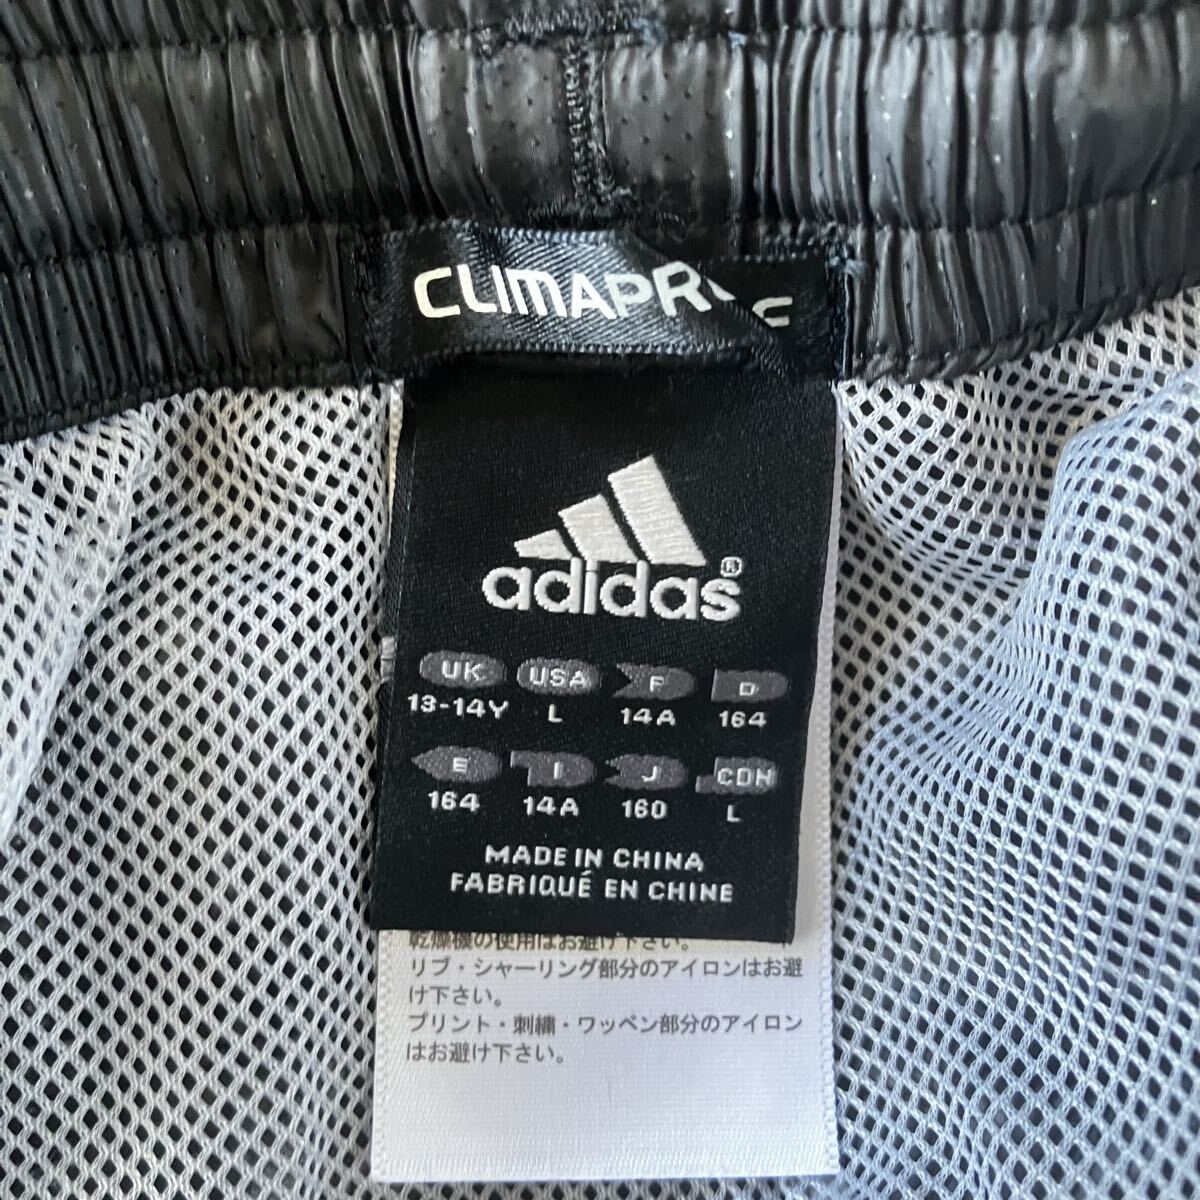 adidas®
UK USA F D
13-14Y L 14A 164
E I J CDN
164 14A 160 L
MADE IN CHINA
FABRIQUÉ EN CHINE
乾燥機の使用はお避け下さい。
リブ・シャーリング部分のアイロンはお避
け下さい。
プリント・刺繍・ワッペン部分のアイロン
はお避け下さい。